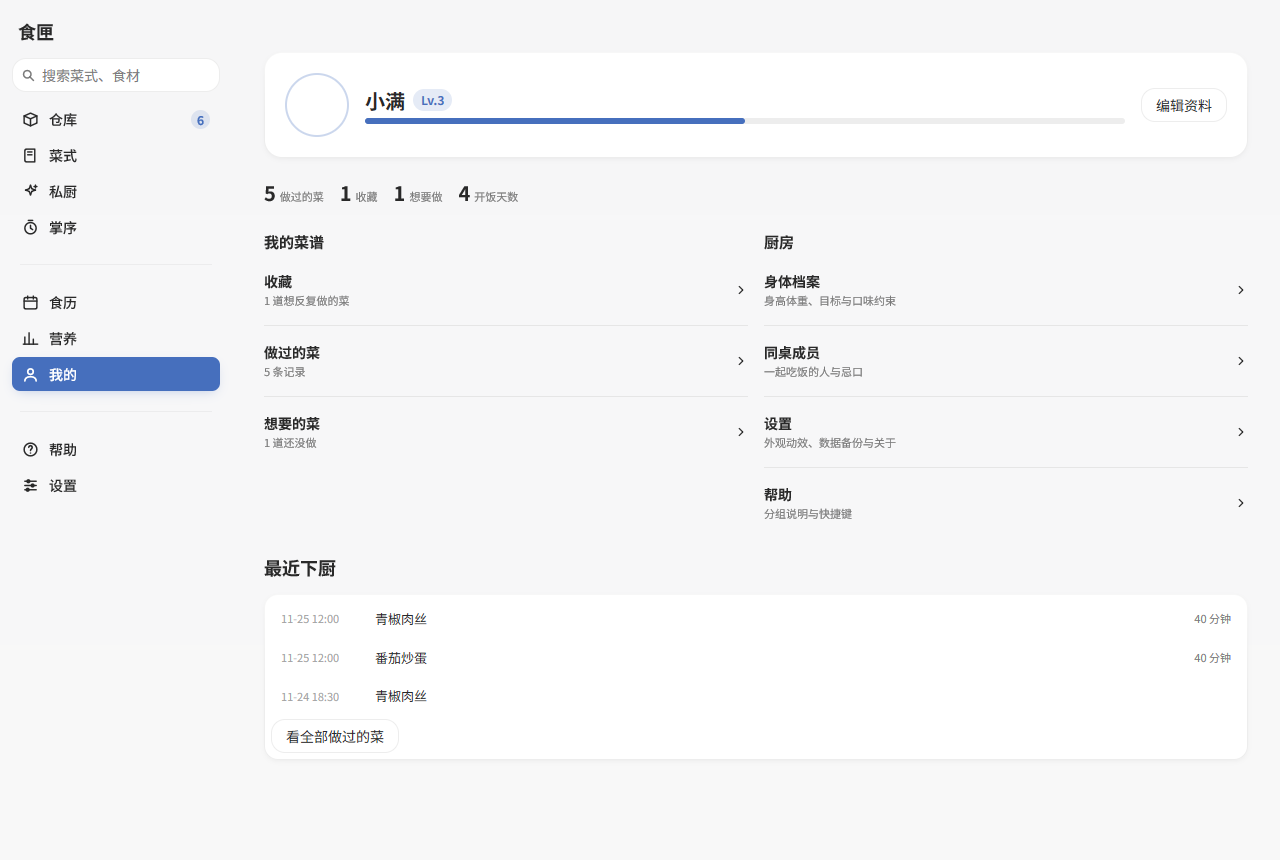 食匣
搜索菜式、食材
仓库 6
菜式
私厨
掌序
食历
营养
我的
帮助
设置
小满 Lv.3
编辑资料
5 做过的菜 1 收藏 1 想要做 4 开饭天数
我的菜谱
收藏
1 道想反复做的菜
做过的菜
5 条记录
想要的菜
1 道还没做
厨房
身体档案
身高体重、目标与口味约束
同桌成员
一起吃饭的人与忌口
设置
外观动效、数据备份与关于
帮助
分组说明与快捷键
最近下厨
11-25 12:00 青椒肉丝 40 分钟
11-25 12:00 番茄炒蛋 40 分钟
11-24 18:30 青椒肉丝
看全部做过的菜